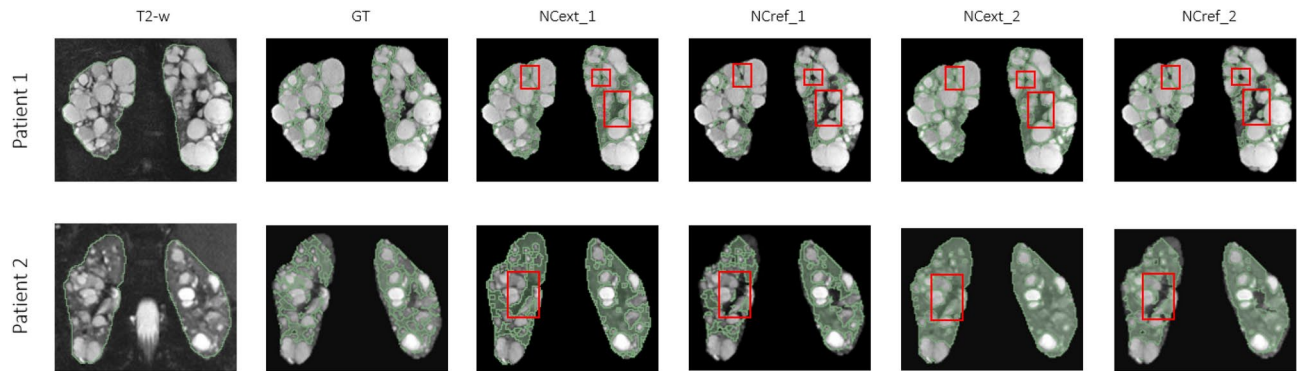 T2-w GT NCext_1 NCref_1 NCext_2 NCref_2
Patient 1
Patient 2